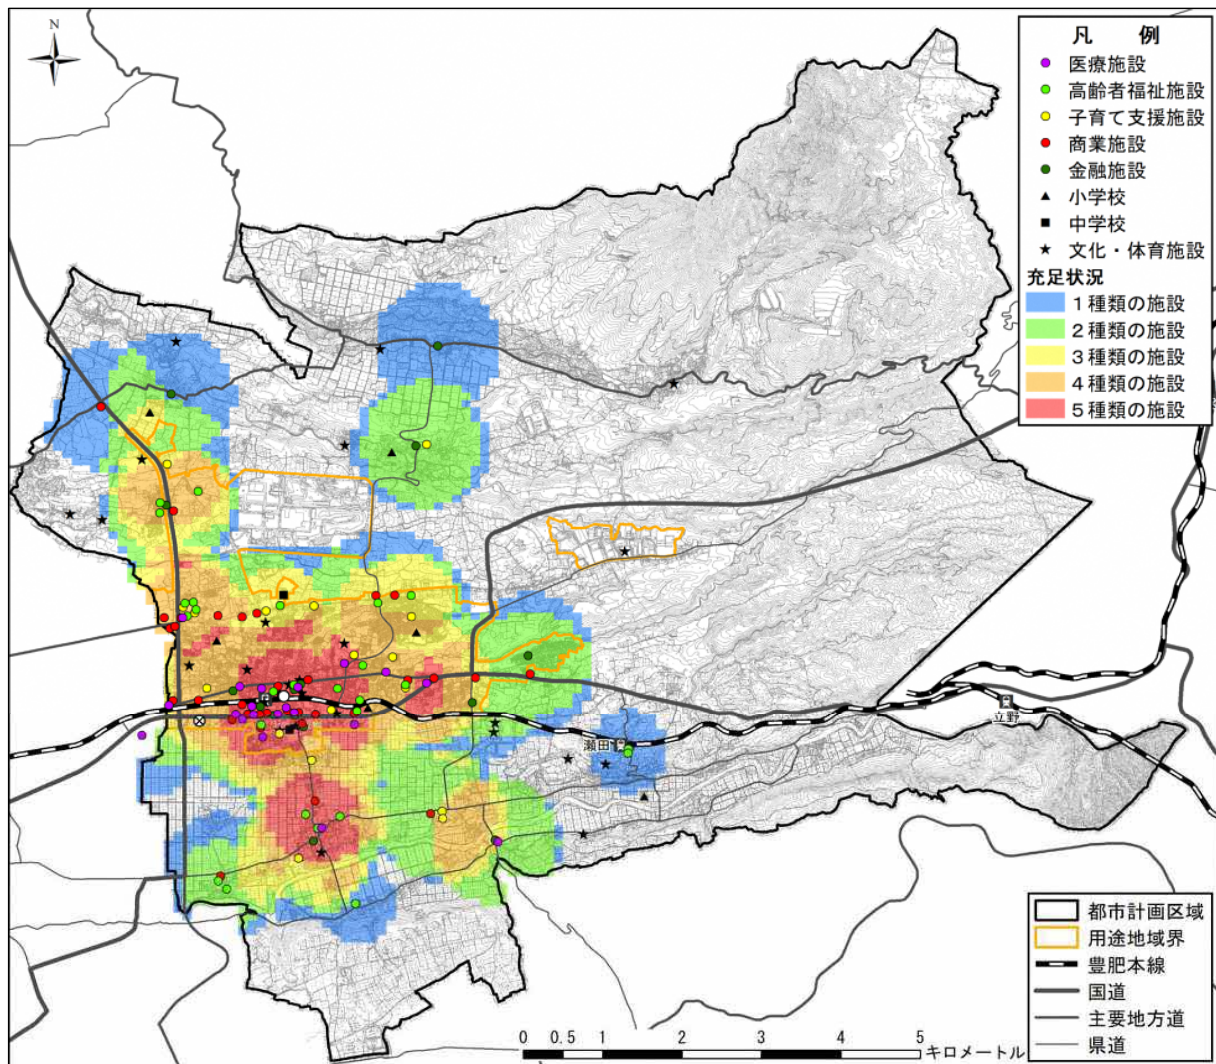 N
凡 例
医療施設
高齢者福祉施設
子育て支援施設
商業施設
金融施設
小学校
中学校
文化・体育施設
充足状況
１種類の施設
２種類の施設
３種類の施設
４種類の施設
５種類の施設
立野
瀬田
都市計画区域
用途地域界
豊肥本線
国道
主要地方道
県道
0 0.5 1 2 3 4 5
キロメートル